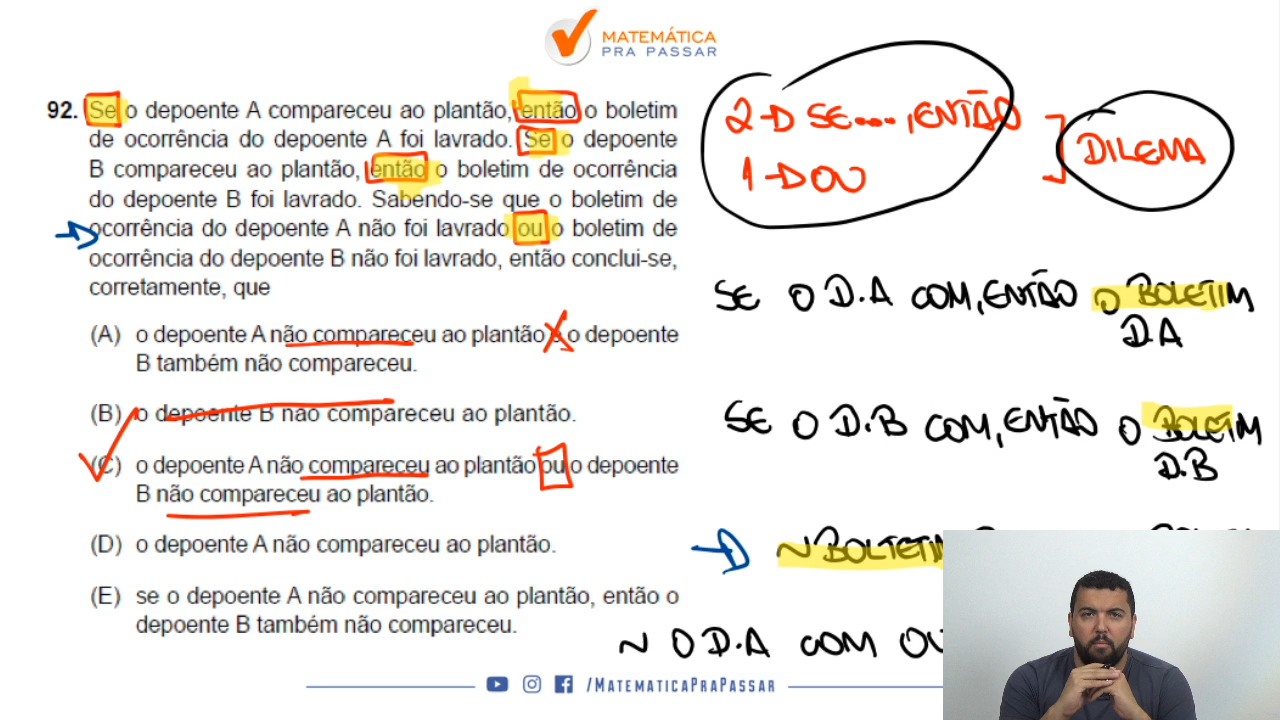 MATEMÁTICA
PRA PASSAR
92. Se o depoente A compareceu ao plantão, então o boletim
de ocorrência do depoente A foi lavrado. Se o depoente
B compareceu ao plantão, então o boletim de ocorrência
do depoente B foi lavrado. Sabendo-se que o boletim de
ocorrência do depoente A não foi lavrado ou o boletim de
ocorrência do depoente B não foi lavrado, então conclui-se,
corretamente, que
(A) o depoente A não compareceu ao plantão e o depoente
B também não compareceu.
(B) o depoente B não compareceu ao plantão.
(C) o depoente A não compareceu ao plantão ou o depoente
B não compareceu ao plantão.
(D) o depoente A não compareceu ao plantão.
(E) se o depoente A não compareceu ao plantão, então o
depoente B também não compareceu.
2 → SE...., ENTÃO
1 → OU
DILEMA
SE O D.A COM, ENTÃO O BOLETIM
D.A
SE O D.B COM, ENTÃO O BOLETIM
D.B
~BOLTETIM
~ O D.A COM OU
/MATEMATICAPRAPASSAR